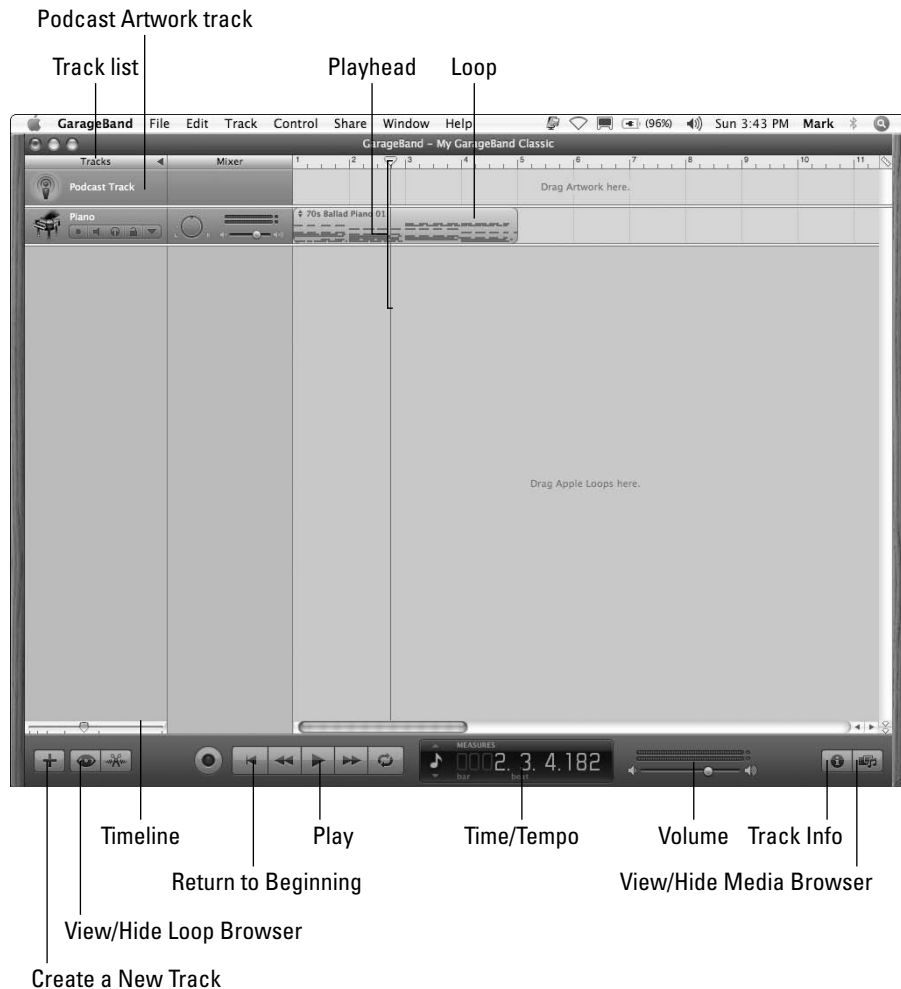 Podcast Artwork track
Track list
Playhead
Loop
GarageBand File Edit Track Control Share Window Help (96%) Sun 3:43 PM Mark
GarageBand – My GarageBand Classic
Tracks Mixer 1 2 3 4 5 6 7 8 9 10 11
Podcast Track
Drag Artwork here.
Piano
70s Ballad Piano 01
L R
Drag Apple Loops here.
MEASURES
0002. 3. 4.182
bar beat
Timeline
Play
Time/Tempo
Volume
Track Info
Return to Beginning
View/Hide Media Browser
View/Hide Loop Browser
Create a New Track